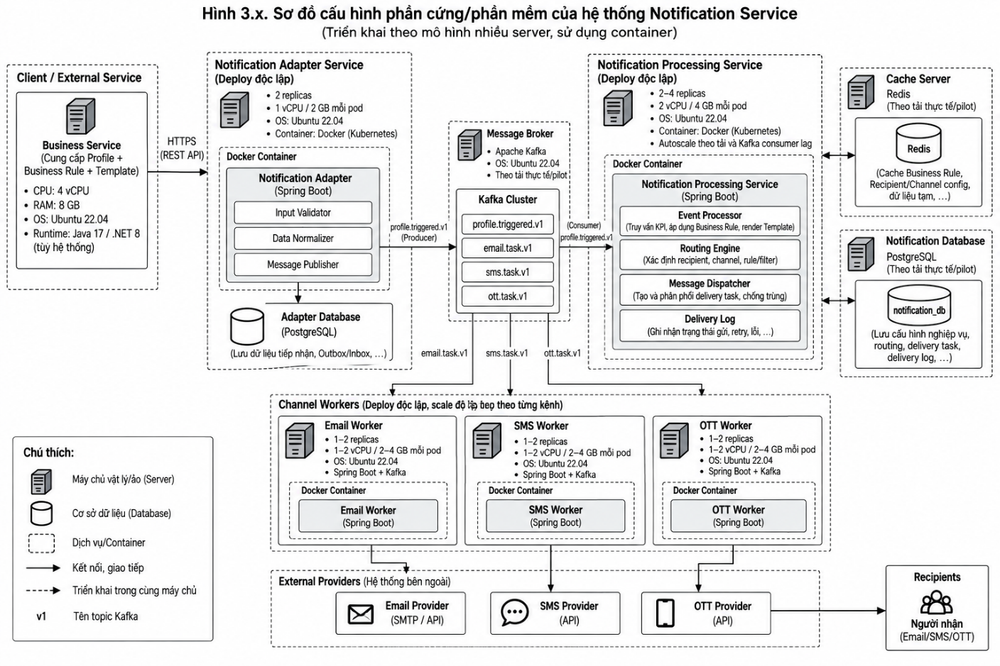 Hình 3.x. Sơ đồ cấu hình phần cứng/phần mềm của hệ thống Notification Service
(Triển khai theo mô hình nhiều server, sử dụng container)
Client / External Service
Business Service
(Cung cấp Profile +
Business Rule + Template)
• CPU: 4 vCPU
• RAM: 8 GB
• OS: Ubuntu 22.04
• Runtime: Java 17 / .NET 8
(tùy hệ thống)
HTTPS
(REST API)
Notification Adapter Service
(Deploy độc lập)
• 2 replicas
• 1 vCPU / 2 GB mỗi pod
• OS: Ubuntu 22.04
• Container: Docker (Kubernetes)
Docker Container
Notification Adapter
(Spring Boot)
Input Validator
Data Normalizer
Message Publisher
Adapter Database
(PostgreSQL)
(Lưu dữ liệu tiếp nhận, Outbox/Inbox, ...)
profile.triggered.v1
(Producer)
Message Broker
• Apache Kafka
• OS: Ubuntu 22.04
• Theo tải thực tế/pilot
Kafka Cluster
profile.triggered.v1
email.task.v1
sms.task.v1
ott.task.v1
(Consumer)
profile.triggered.v1
Notification Processing Service
(Deploy độc lập)
• 2–4 replicas
• 2 vCPU / 4 GB mỗi pod
• OS: Ubuntu 22.04
• Container: Docker (Kubernetes)
• Autoscale theo tải và Kafka consumer lag
Docker Container
Notification Processing Service
(Spring Boot)
Event Processor
(Truy vấn KPI, áp dụng Business Rule, render Template)
Routing Engine
(Xác định recipient, channel, rule/filter)
Message Dispatcher
(Tạo và phân phối delivery task, chống trùng)
Delivery Log
(Ghi nhận trạng thái gửi, retry, lỗi, ...)
Cache Server
Redis
(Theo tải thực tế/pilot)
Redis
(Cache Business Rule,
Recipient/Channel config,
dữ liệu tạm, ...)
Notification Database
PostgreSQL
(Theo tải thực tế/pilot)
notification_db
(Lưu cấu hình nghiệp vụ,
routing, delivery task,
delivery log, ...)
email.task.v1
sms.task.v1
ott.task.v1
Channel Workers (Deploy độc lập, scale độ theo từng kênh)
Email Worker
• 1–2 replicas
• 1–2 vCPU / 2–4 GB mỗi pod
• OS: Ubuntu 22.04
• Spring Boot + Kafka
Docker Container
Email Worker
(Spring Boot)
SMS Worker
• 1–2 replicas
• 1–2 vCPU / 2–4 GB mỗi pod
• OS: Ubuntu 22.04
• Spring Boot + Kafka
Docker Container
SMS Worker
(Spring Boot)
OTT Worker
• 1–2 replicas
• 1–2 vCPU / 2–4 GB mỗi pod
• OS: Ubuntu 22.04
• Spring Boot + Kafka
Docker Container
OTT Worker
(Spring Boot)
External Providers (Hệ thống bên ngoài)
Email Provider
(SMTP / API)
SMS Provider
(API)
OTT Provider
(API)
Recipients
Người nhận
(Email/SMS/OTT)
Chú thích:
Máy chủ vật lý/ảo (Server)
Cơ sở dữ liệu (Database)
Dịch vụ/Container
Kết nối, giao tiếp
Triển khai trong cùng máy chủ
v1 Tên topic Kafka